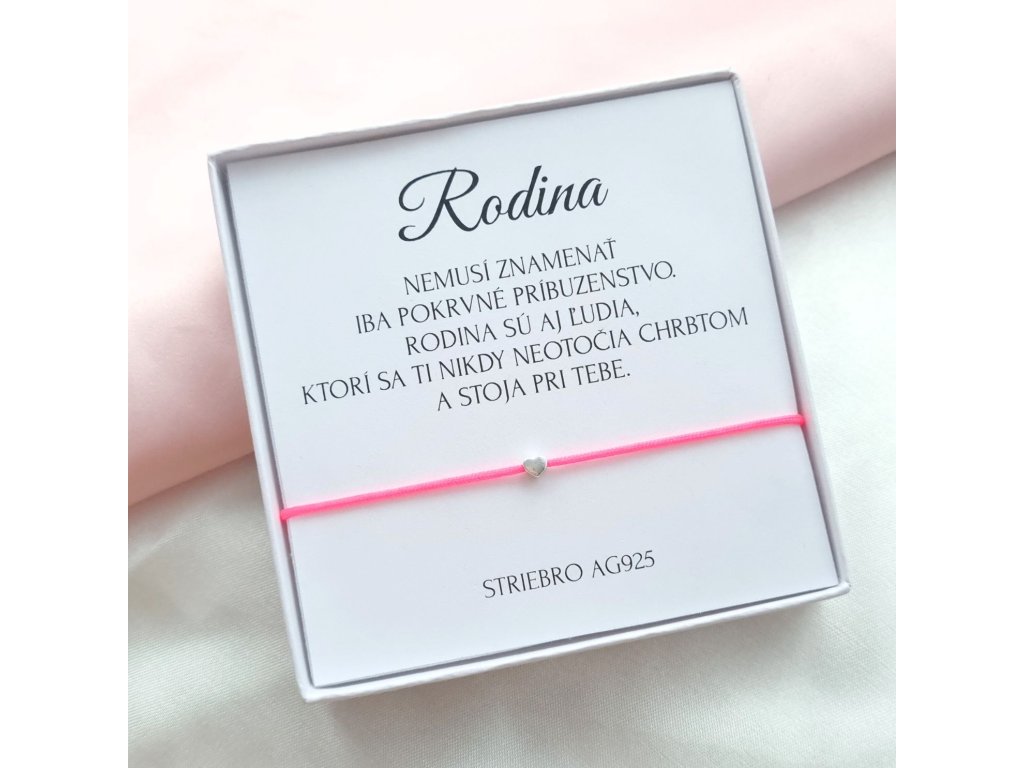 Rodina
NEMUSÍ ZNAMENAŤ
IBA POKRVNÉ PRÍBUZENSTVO.
RODINA SÚ AJ ĽUDIA,
KTORÍ SA TI NIKDY NEOTOČIA CHRBTOM
A STOJA PRI TEBE.
STRIEBRO AG925